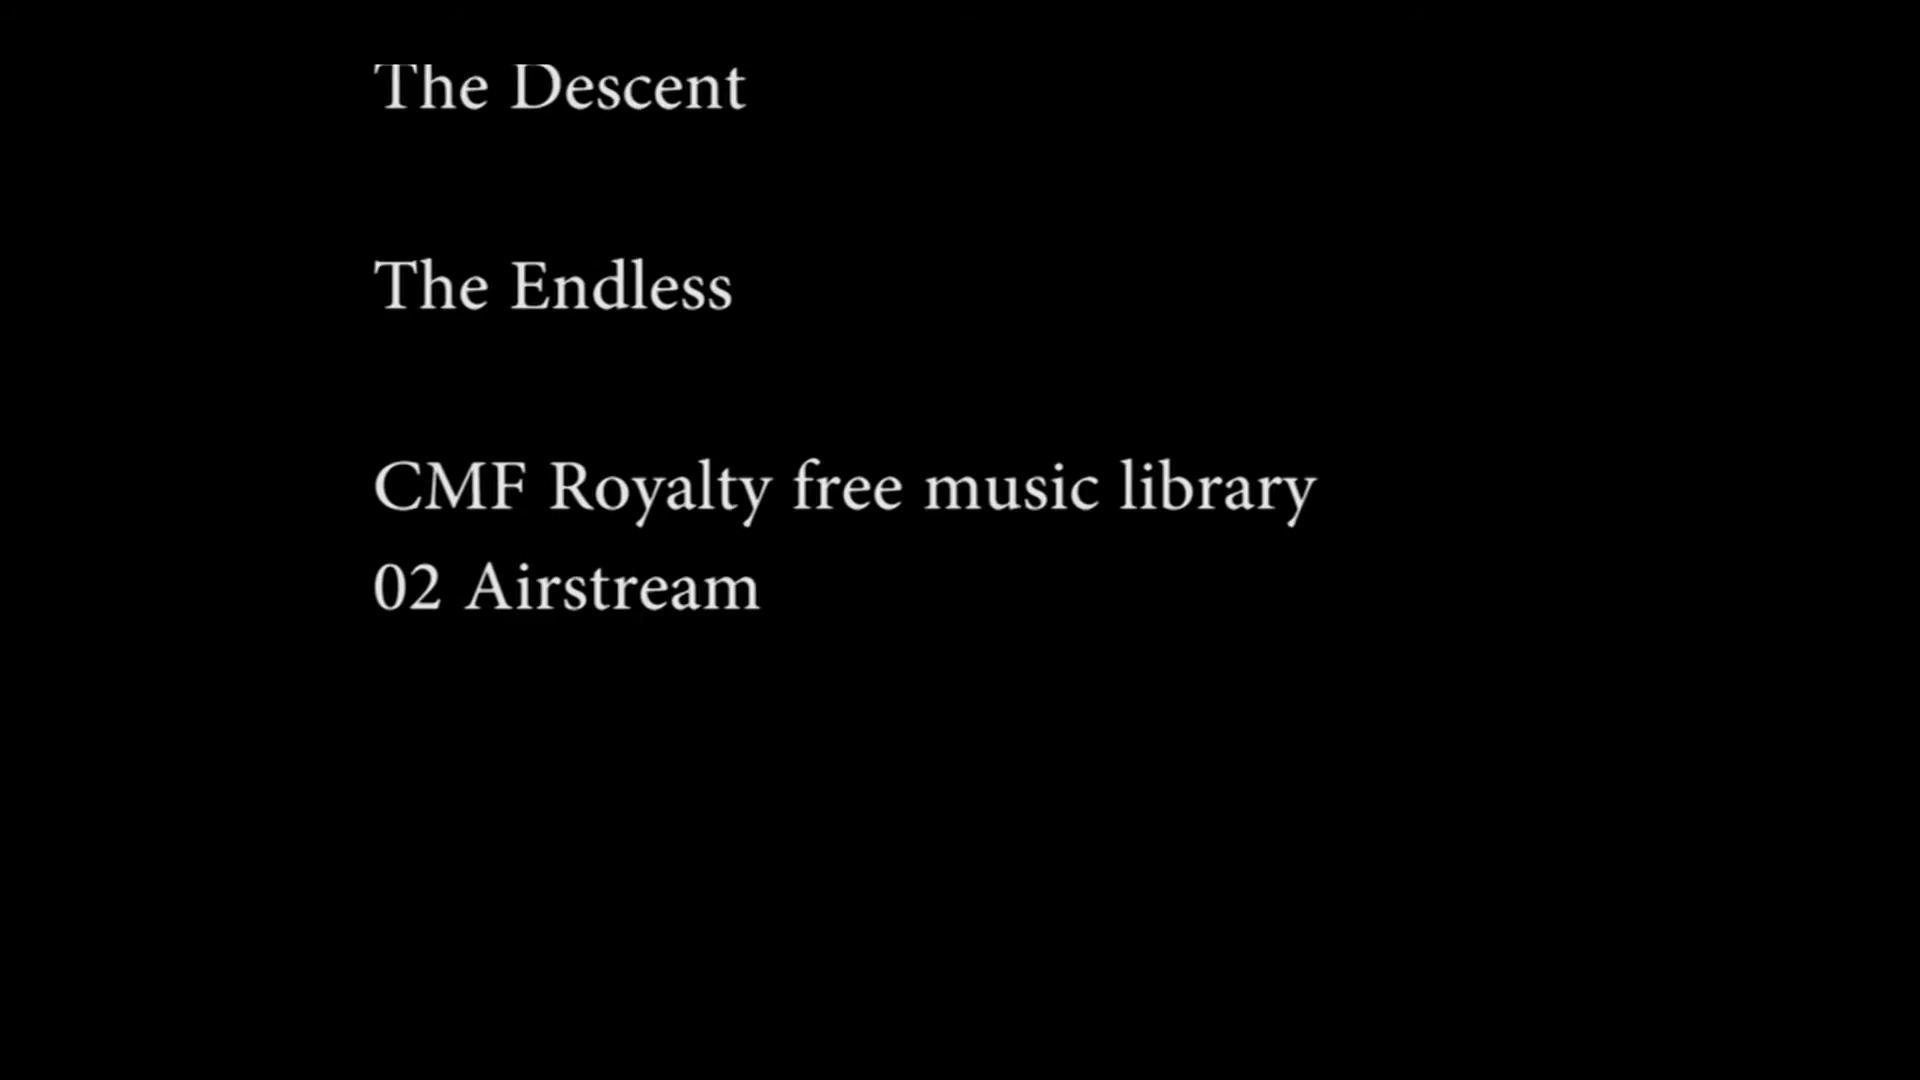 The Descent
The Endless
CMF Royalty free music library
02 Airstream